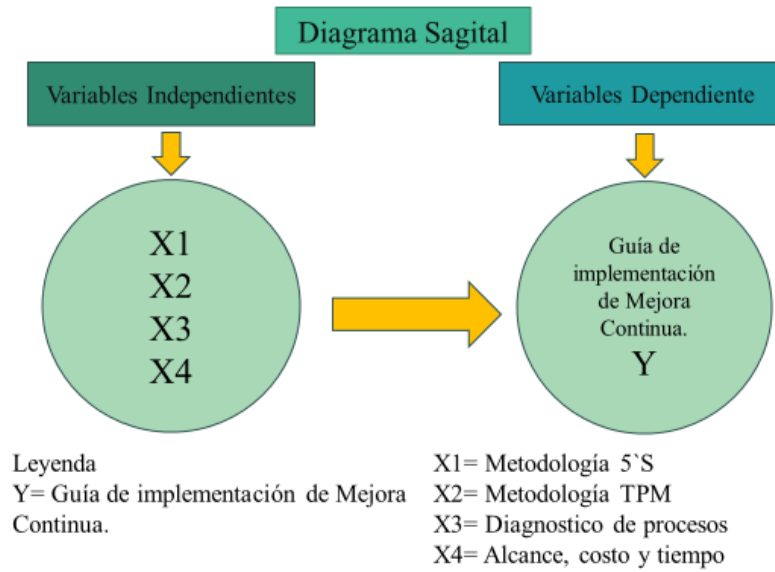 Diagrama Sagital
Variables Independientes
Variables Dependiente
X1
X2
X3
X4
Guía de
implementación
de Mejora
Continua.
Y
Leyenda
Y= Guía de implementación de Mejora
Continua.
X1= Metodología 5`S
X2= Metodología TPM
X3= Diagnostico de procesos
X4= Alcance, costo y tiempo